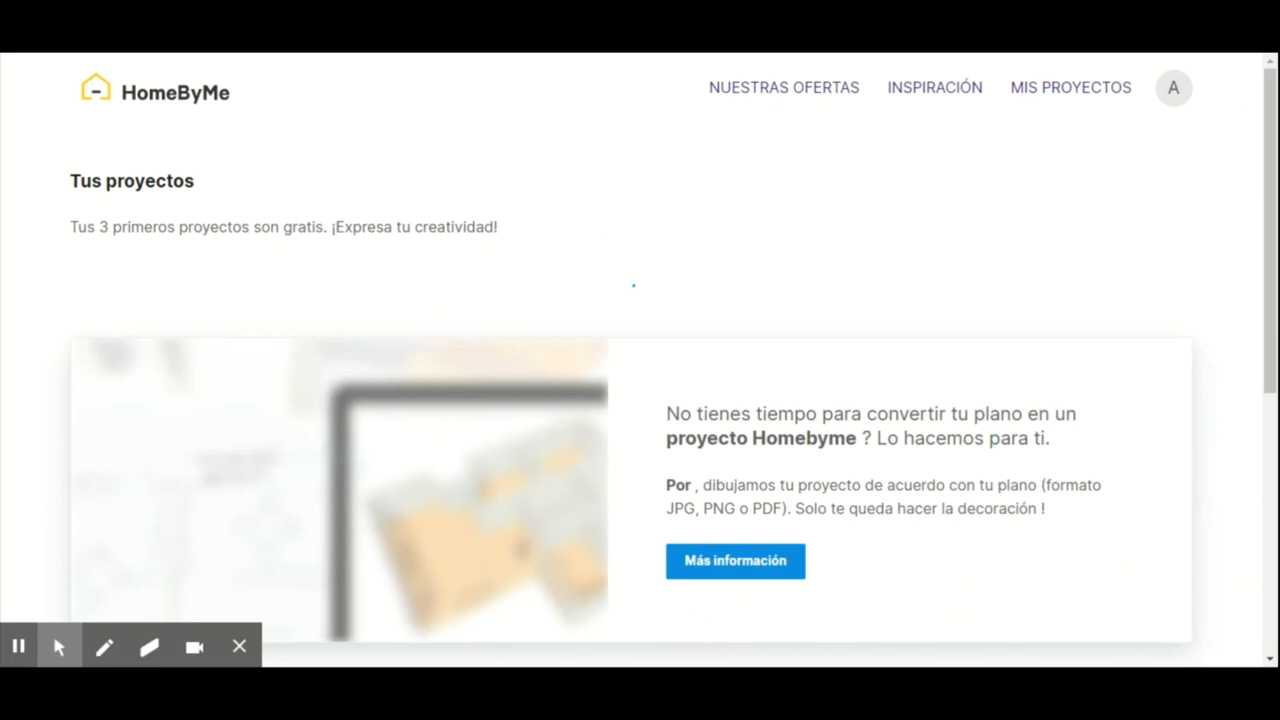 HomeByMe
NUESTRAS OFERTAS
INSPIRACIÓN
MIS PROYECTOS
A
Tus proyectos
Tus 3 primeros proyectos son gratis. ¡Expresa tu creatividad!
No tienes tiempo para convertir tu plano en un
proyecto Homebyme ? Lo hacemos para ti.
Por , dibujamos tu proyecto de acuerdo con tu plano (formato
JPG, PNG o PDF). Solo te queda hacer la decoración !
Más información